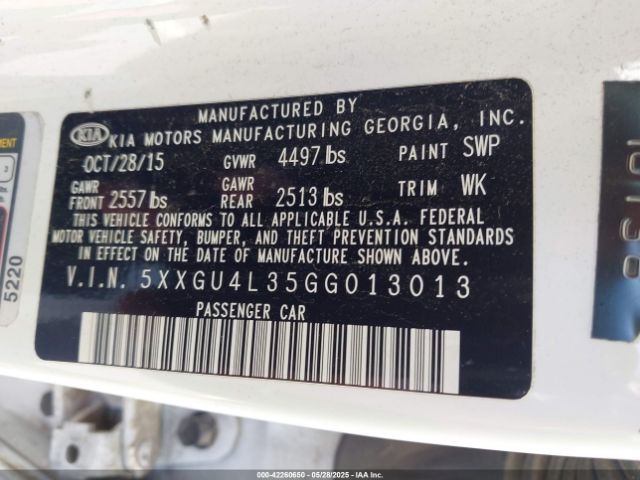 MANUFACTURED BY
KIA KIA MOTORS MANUFACTURING GEORGIA, INC.
OCT/28/15 GVWR 4497 lbs PAINT SWP
GAWR FRONT 2557 lbs GAWR REAR 2513 lbs TRIM WK
THIS VEHICLE CONFORMS TO ALL APPLICABLE U.S.A. FEDERAL
MOTOR VEHICLE SAFETY, BUMPER, AND THEFT PREVENTION STANDARDS
IN EFFECT ON THE DATE OF MANUFACTURE SHOWN ABOVE.
V.I.N. 5XXGU4L35GG013013
PASSENGER CAR
5220
000-42260650 - 05/28/2025 - IAAI.COM